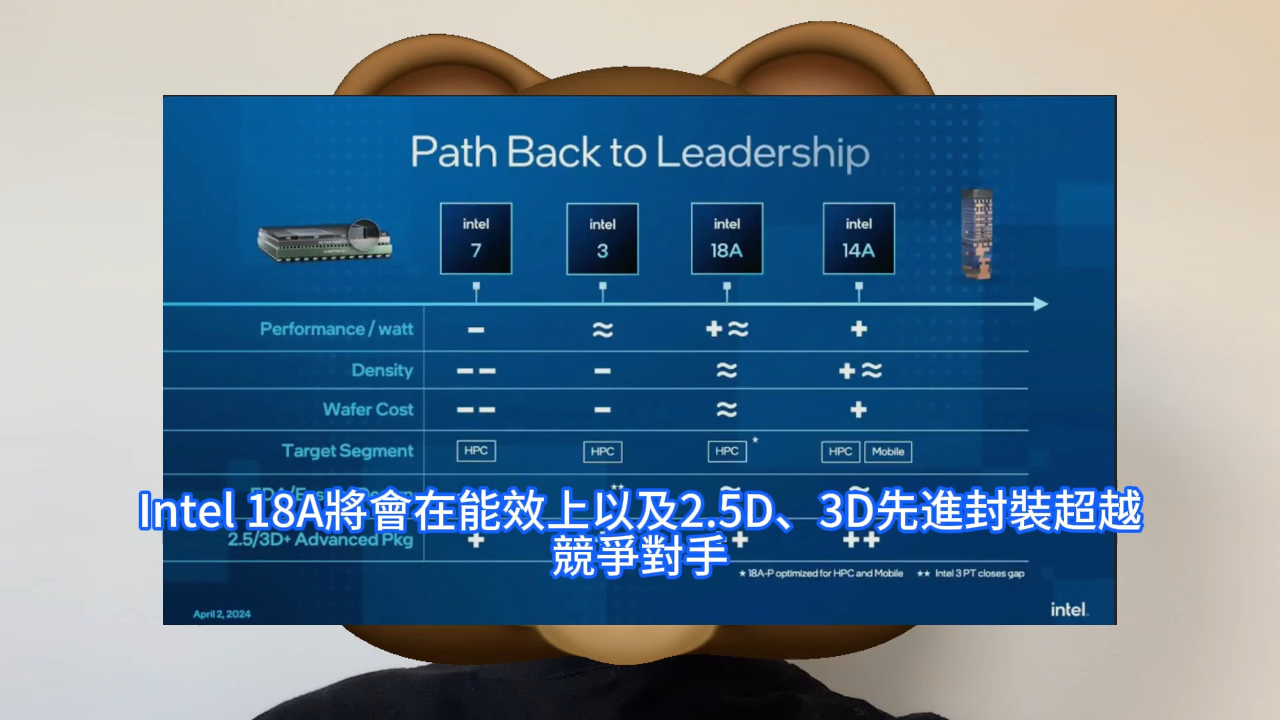 Path Back to Leadership
intel 7
intel 3
intel 18A
intel 14A
Performance / watt − ≈ +≈ +
Density −− − ≈ +≈
Wafer Cost −− − ≈ +
Target Segment HPC HPC HPC ★ HPC Mobile
★★
Intel 18A將會在能效上以及2.5D、3D先進封裝超越
2.5/3D+ Advanced Pkg + + ++
競爭對手
★ 18A-P optimized for HPC and Mobile ★★ Intel 3 PT closes gap
April 2, 2024
intel.